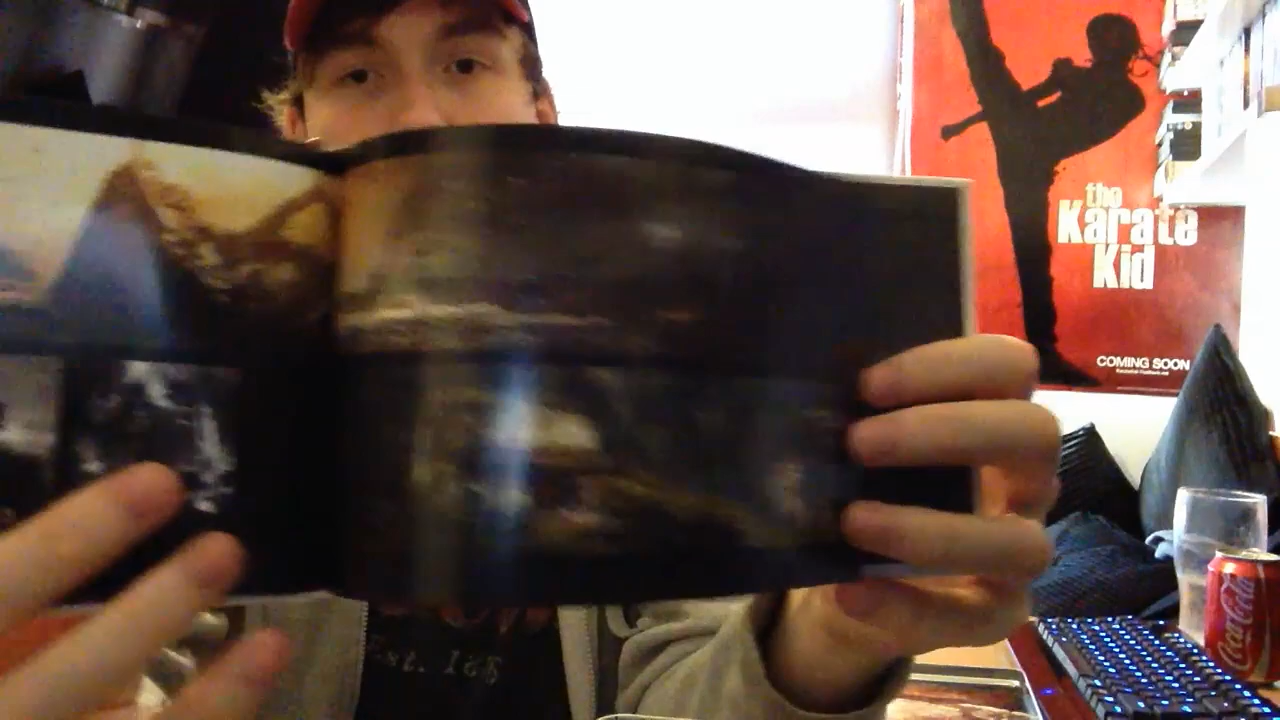 the
Karate
Kid
COMING SOON
Coca-Cola
Est. 18